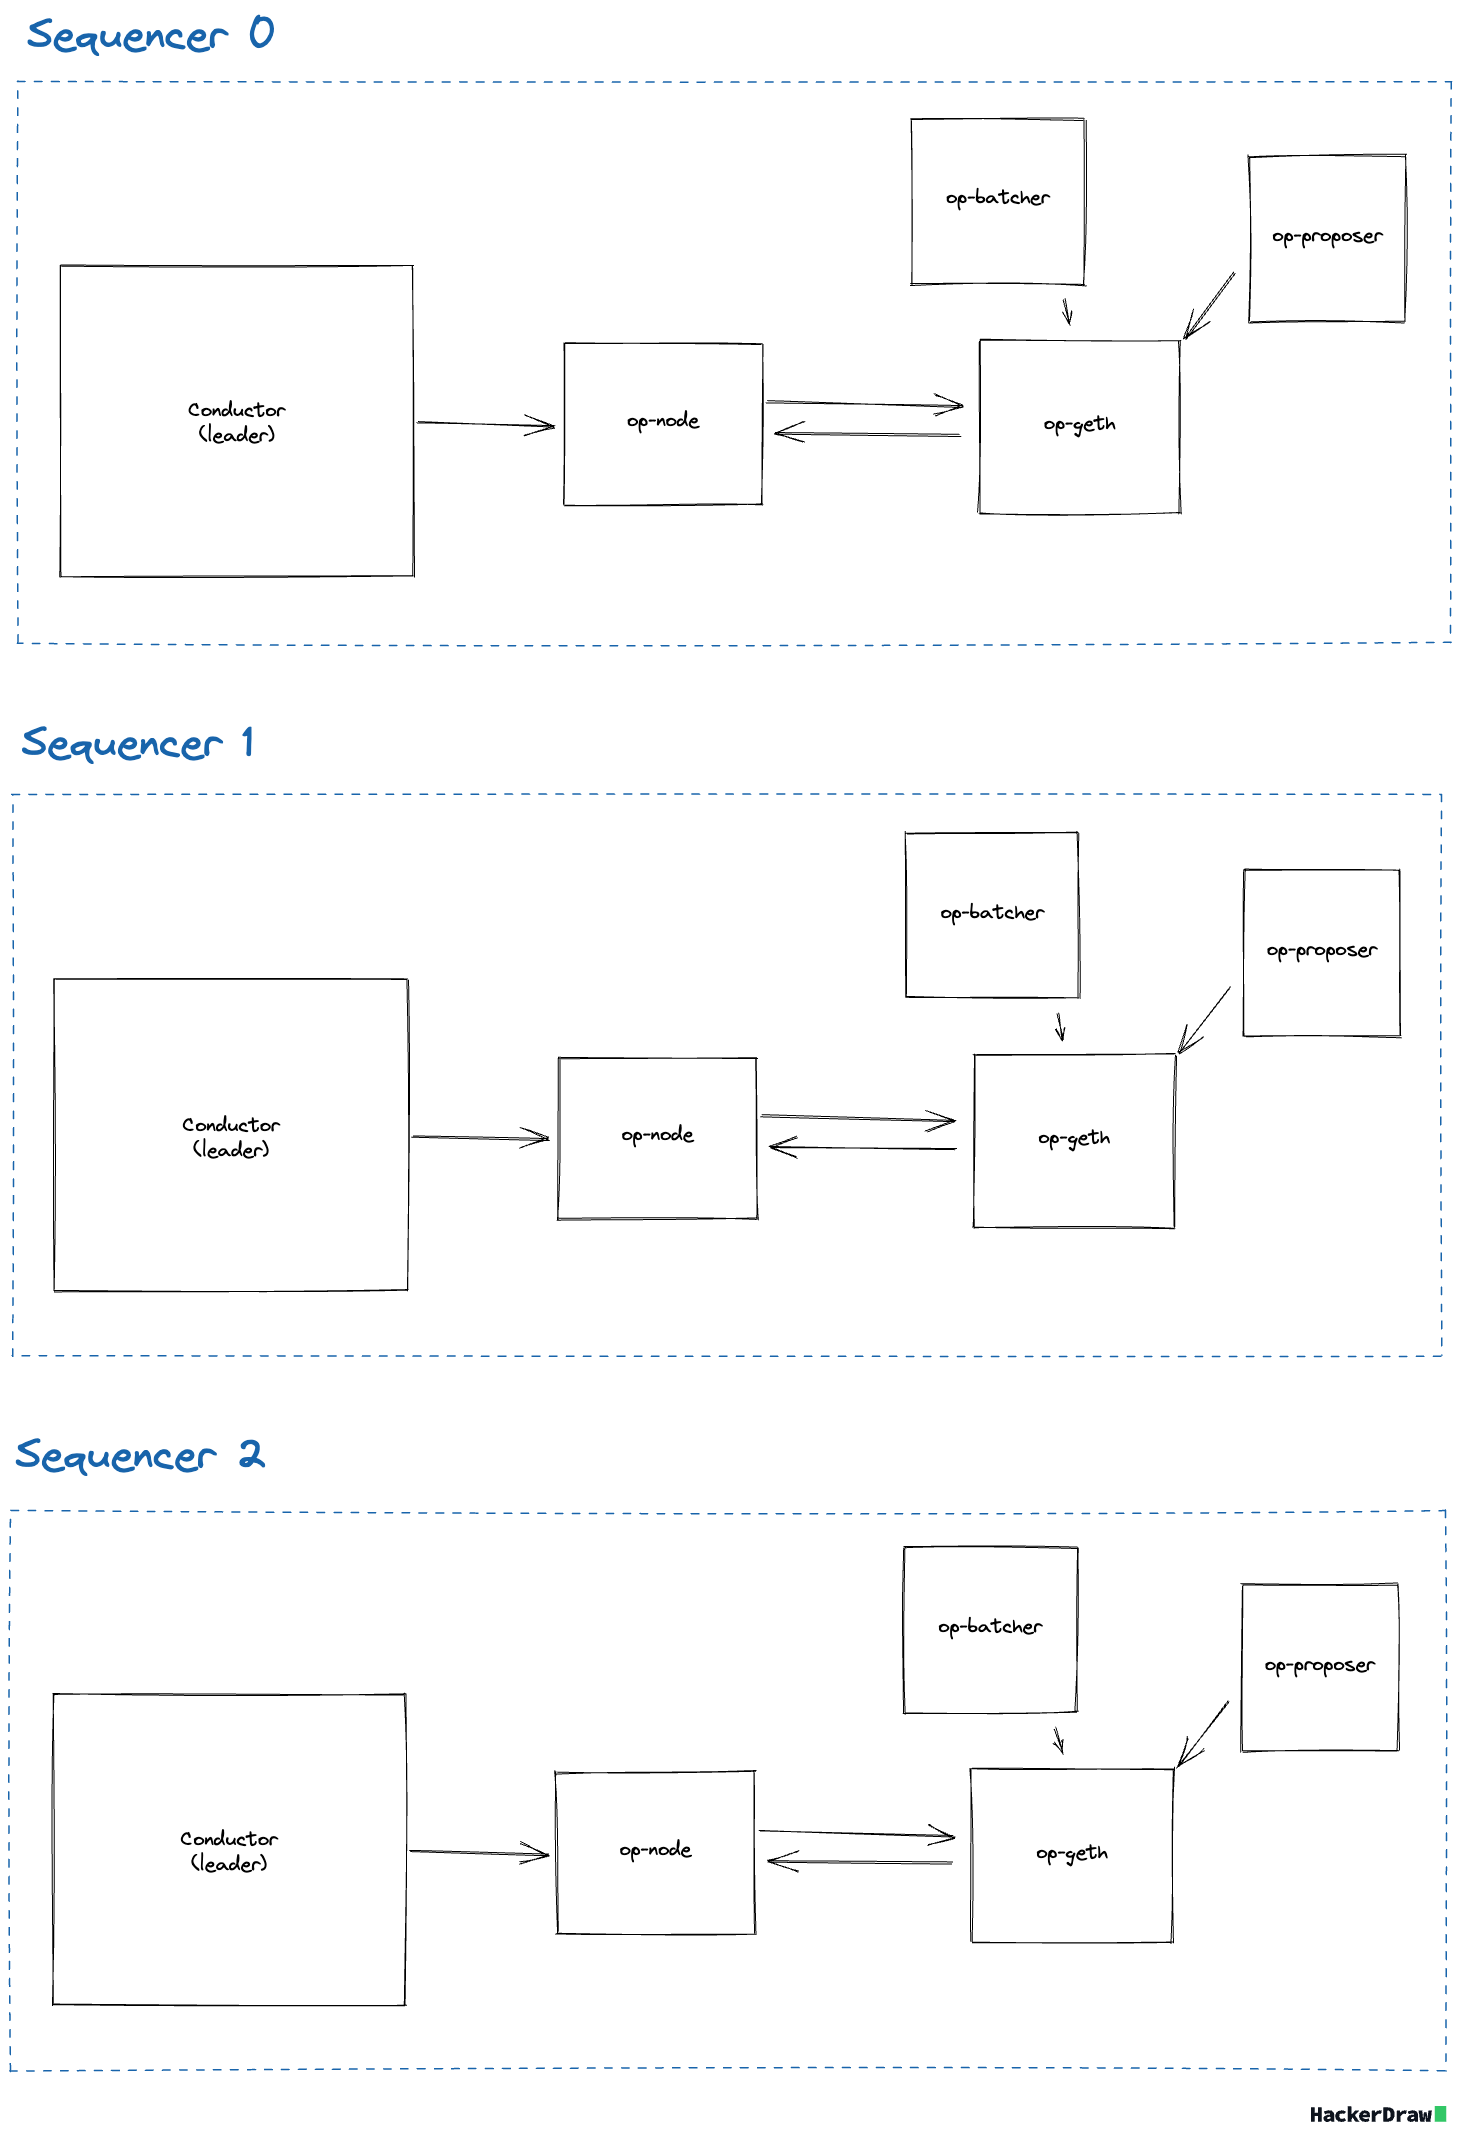 Sequencer 0
op-batcher
op-proposer
Conductor
(leader)
op-node
op-geth
Sequencer 1
op-batcher
op-proposer
Conductor
(leader)
op-node
op-geth
Sequencer 2
op-batcher
op-proposer
Conductor
(leader)
op-node
op-geth
HackerDraw